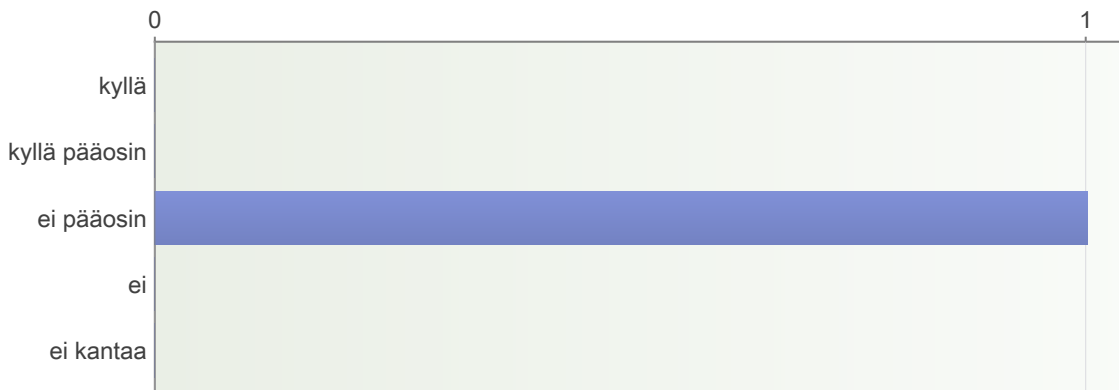 0 1
kyllä
kyllä pääosin
ei pääosin
ei
ei kantaa